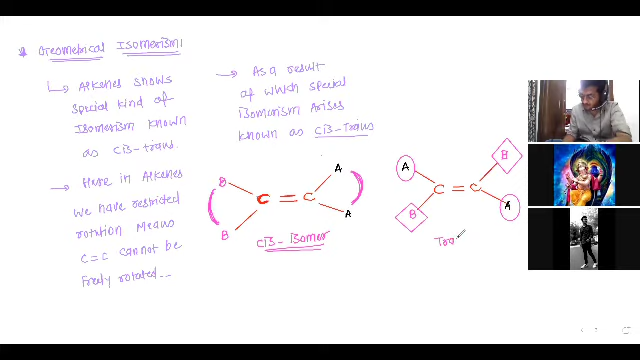 * Geometrical Isomerism
↳ Alkenes shows
special kind of
Isomerism known
as CIS-trans.
→ Here in Alkenes
we have restricted
rotation means
C=C cannot be
freely rotated...
→ As a result
of which special
isomerism Arises
known as CIS-Trans
B A
C = C
B A
CIS-Isomer
A B
C = C
B A
Tra